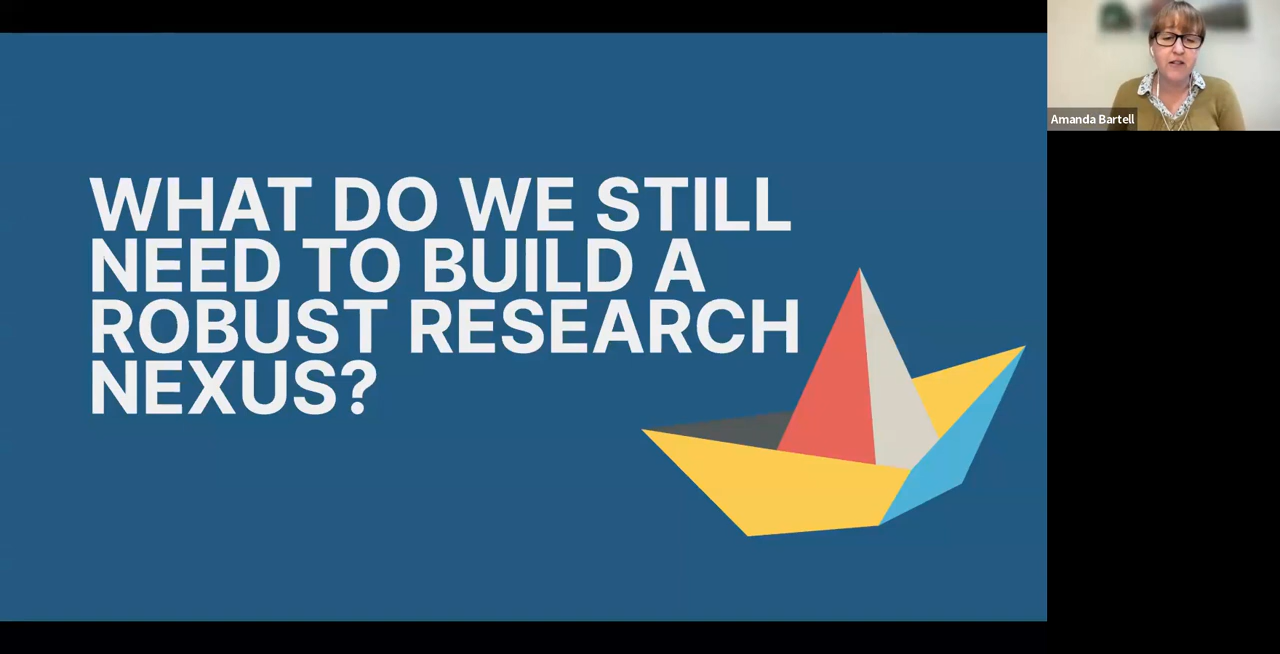 WHAT DO WE STILL
NEED TO BUILD A
ROBUST RESEARCH
NEXUS?
Amanda Bartell